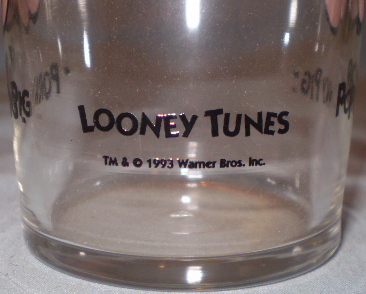 LOONEY TUNES
TM & © 1993 Warner Bros. Inc.